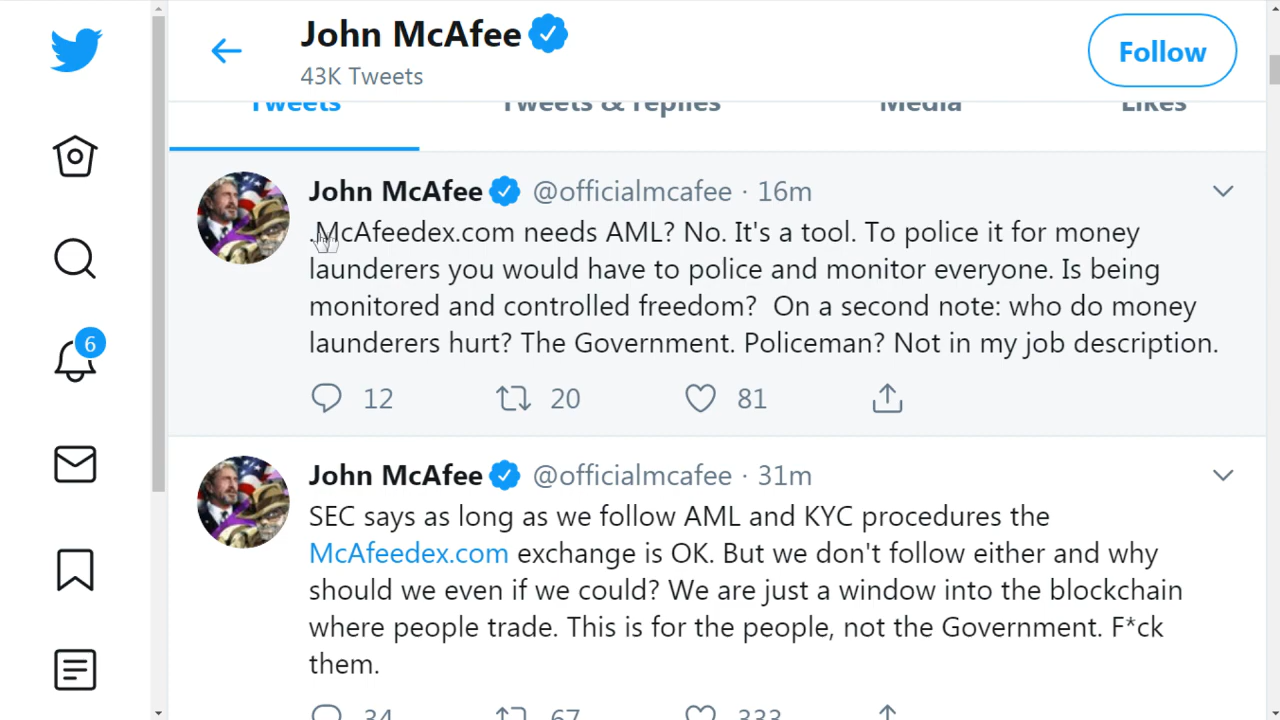 John McAfee
43K Tweets
Follow
Tweets Tweets & replies Media Likes
John McAfee @officialmcafee · 16m
.McAfeedex.com needs AML? No. It's a tool. To police it for money
launderers you would have to police and monitor everyone. Is being
monitored and controlled freedom?  On a second note: who do money
launderers hurt? The Government. Policeman? Not in my job description.
12 20 81
6
John McAfee @officialmcafee · 31m
SEC says as long as we follow AML and KYC procedures the
McAfeedex.com exchange is OK. But we don't follow either and why
should we even if we could? We are just a window into the blockchain
where people trade. This is for the people, not the Government. F*ck
them.
34 67 333